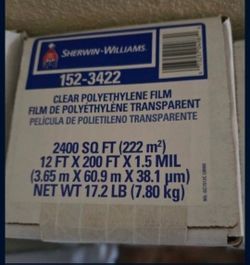 SHERWIN-WILLIAMS.
152-3422
CLEAR POLYETHYLENE FILM
FILM DE POLYÉTHYLÈNE TRANSPARENT
PELÍCULA DE POLIETILENO TRANSPARENTE
2400 SQ FT (222 m²)
12 FT X 200 FT X 1.5 MIL
(3.65 m X 60.9 m X 38.1 µm)
NET WT 17.2 LB (7.80 kg)